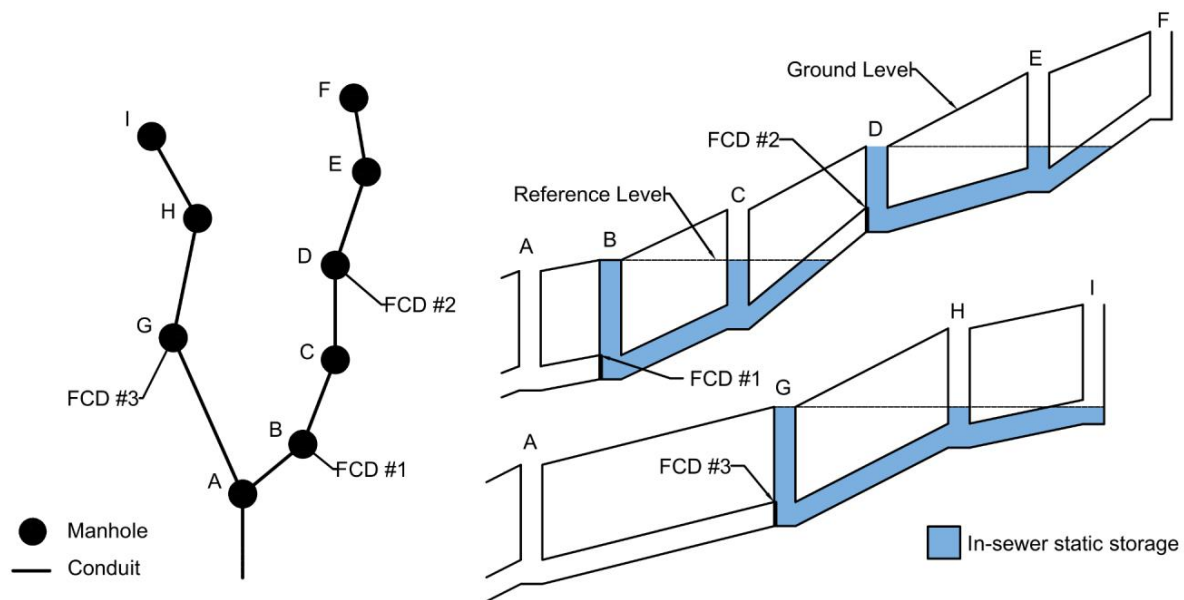 F
I
E
H
D
FCD #2
G
C
FCD #3
B
FCD #1
A
Manhole
Conduit
F
E
Ground Level
D
FCD #2
C
Reference Level
B
A
FCD #1
I
H
G
A
FCD #3
In-sewer static storage